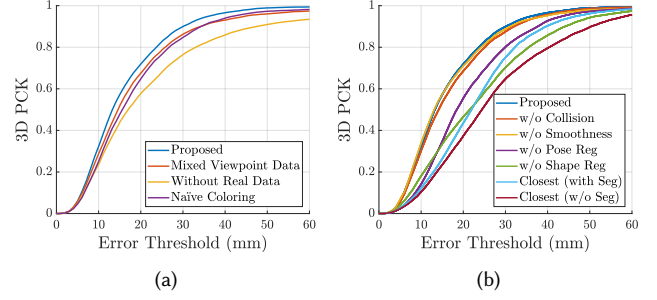 1
0.8
0.6
0.4
0.2
0
3D PCK
0 10 20 30 40 50 60
Error Threshold (mm)
Proposed
Mixed Viewpoint Data
Without Real Data
Naïve Coloring
(a)
1
0.8
0.6
0.4
0.2
0
3D PCK
0 10 20 30 40 50 60
Error Threshold (mm)
Proposed
w/o Collision
w/o Smoothness
w/o Pose Reg
w/o Shape Reg
Closest (with Seg)
Closest (w/o Seg)
(b)